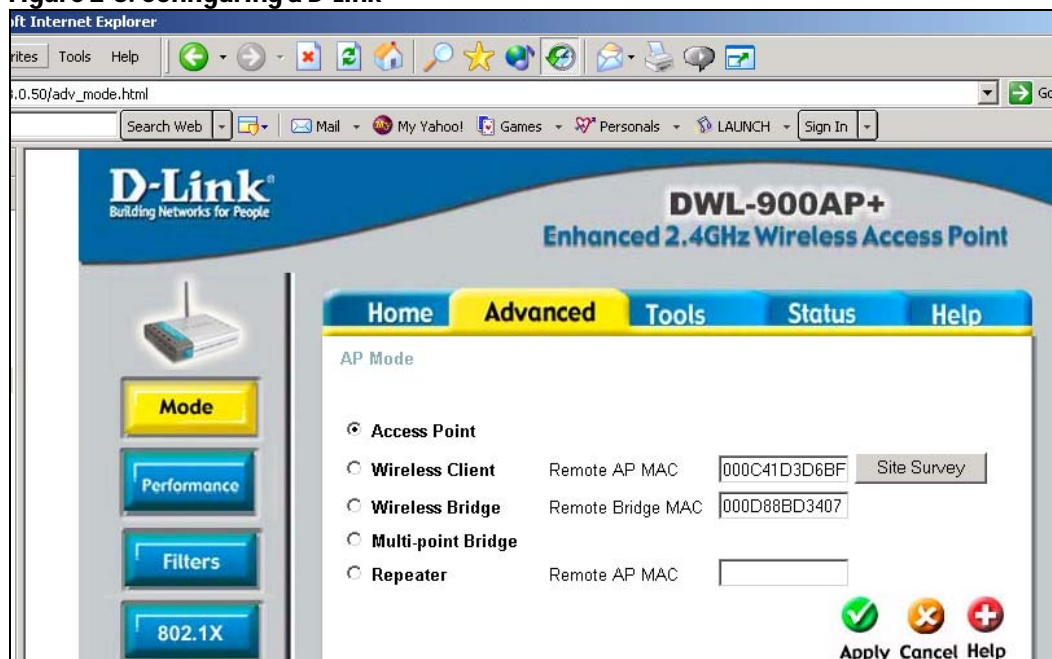 oft Internet Explorer
rites Tools Help
.0.50/adv_mode.html Go
Search Web Mail My Yahoo! Games Personals LAUNCH Sign In
D-Link
Building Networks for People
DWL-900AP+
Enhanced 2.4GHz Wireless Access Point
Home Advanced Tools Status Help
AP Mode
Mode
Access Point
Wireless Client Remote AP MAC 000C41D3D6BF Site Survey
Performance
Wireless Bridge Remote Bridge MAC 000D88BD3407
Multi-point Bridge
Filters
Repeater Remote AP MAC
802.1X
Apply Cancel Help